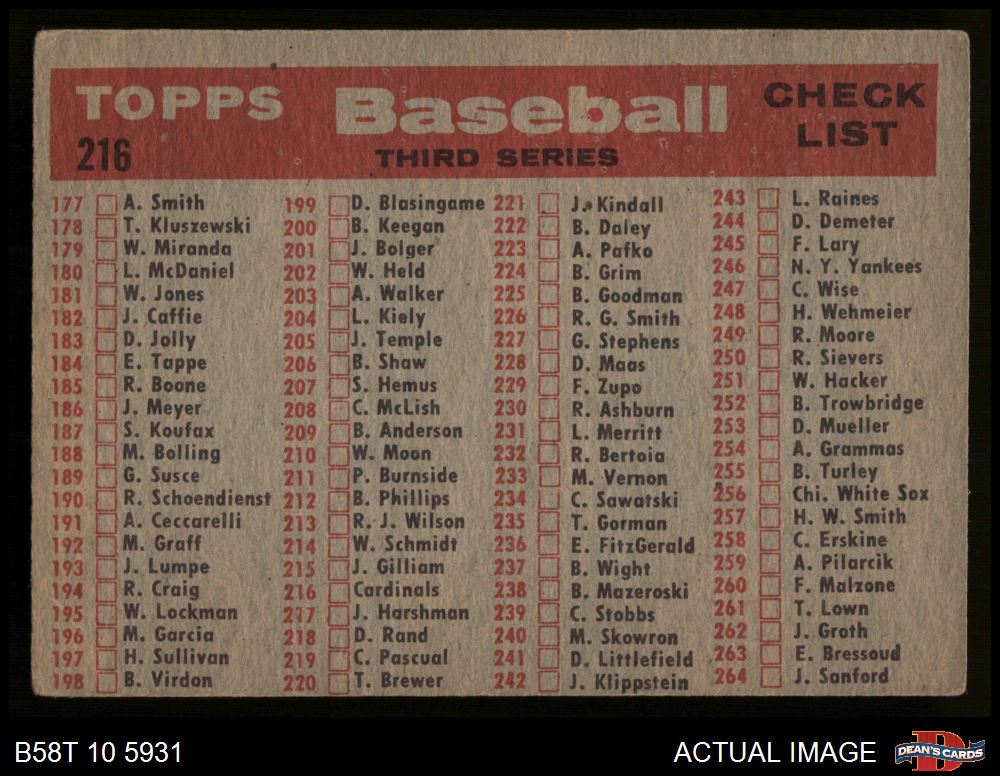 TOPPS Baseball CHECK LIST
216 THIRD SERIES
177 A. Smith
178 T. Kluszewski
179 W. Miranda
180 L. McDaniel
181 W. Jones
182 J. Caffie
183 D. Jolly
184 E. Tappe
185 R. Boone
186 J. Meyer
187 S. Koufax
188 M. Bolling
189 G. Susce
190 R. Schoendienst
191 A. Ceccarelli
192 M. Graff
193 J. Lumpe
194 R. Craig
195 W. Lockman
196 M. Garcia
197 H. Sullivan
198 B. Virdon
199 D. Blasingame
200 B. Keegan
201 J. Bolger
202 W. Held
203 A. Walker
204 L. Kiely
205 J. Temple
206 B. Shaw
207 S. Hemus
208 C. McLish
209 B. Anderson
210 W. Moon
211 P. Burnside
212 B. Phillips
213 R. J. Wilson
214 W. Schmidt
215 J. Gilliam
216 Cardinals
217 J. Harshman
218 D. Rand
219 C. Pascual
220 T. Brewer
221 J. Kindall
222 B. Daley
223 A. Pafko
224 B. Grim
225 B. Goodman
226 R. G. Smith
227 G. Stephens
228 D. Maas
229 F. Zupo
230 R. Ashburn
231 L. Merritt
232 R. Bertoia
233 M. Vernon
234 C. Sawatski
235 T. Gorman
236 E. FitzGerald
237 B. Wight
238 B. Mazeroski
239 C. Stobbs
240 M. Skowron
241 D. Littlefield
242 J. Klippstein
243 L. Raines
244 D. Demeter
245 F. Lary
246 N. Y. Yankees
247 C. Wise
248 H. Wehmeier
249 R. Moore
250 R. Sievers
251 W. Hacker
252 B. Trowbridge
253 D. Mueller
254 A. Grammas
255 B. Turley
256 Chi. White Sox
257 H. W. Smith
258 C. Erskine
259 A. Pilarcik
260 F. Malzone
261 T. Lown
262 J. Groth
263 E. Bressoud
264 J. Sanford
B58T 10 5931
ACTUAL IMAGE
DEAN'S CARDS